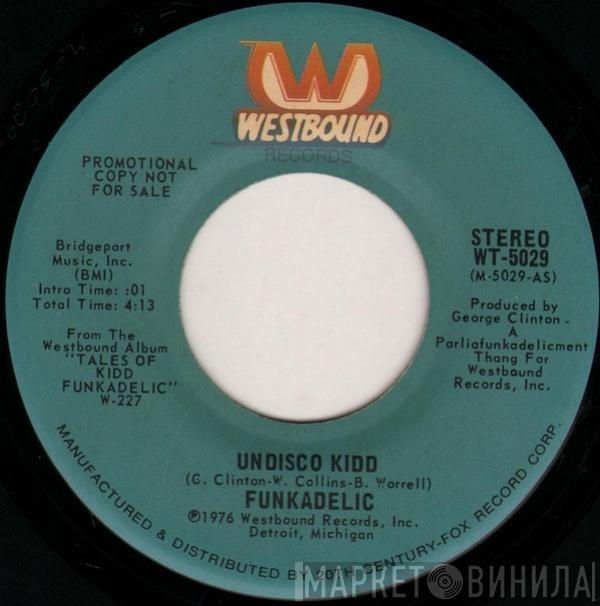 W
WESTBOUND
RECORDS
PROMOTIONAL
COPY NOT
FOR SALE
Bridgeport
Music, Inc.
(BMI)
Intro Time: :01
Total Time: 4:13
From The
Westbound Album
"TALES OF
KIDD
FUNKADELIC"
W-227
STEREO
WT-5029
(M-5029-AS)
Produced by
George Clinton -
A
Parliafunkadelicment
Thang For
Westbound
Records, Inc.
UNDISCO KIDD
(G. Clinton-W. Collins-B. Worrell)
FUNKADELIC
℗1976 Westbound Records, Inc.
Detroit, Michigan
MANUFACTURED & DISTRIBUTED BY 20TH CENTURY-FOX RECORD CORP.
МАРКЕТ ВИНИЛА